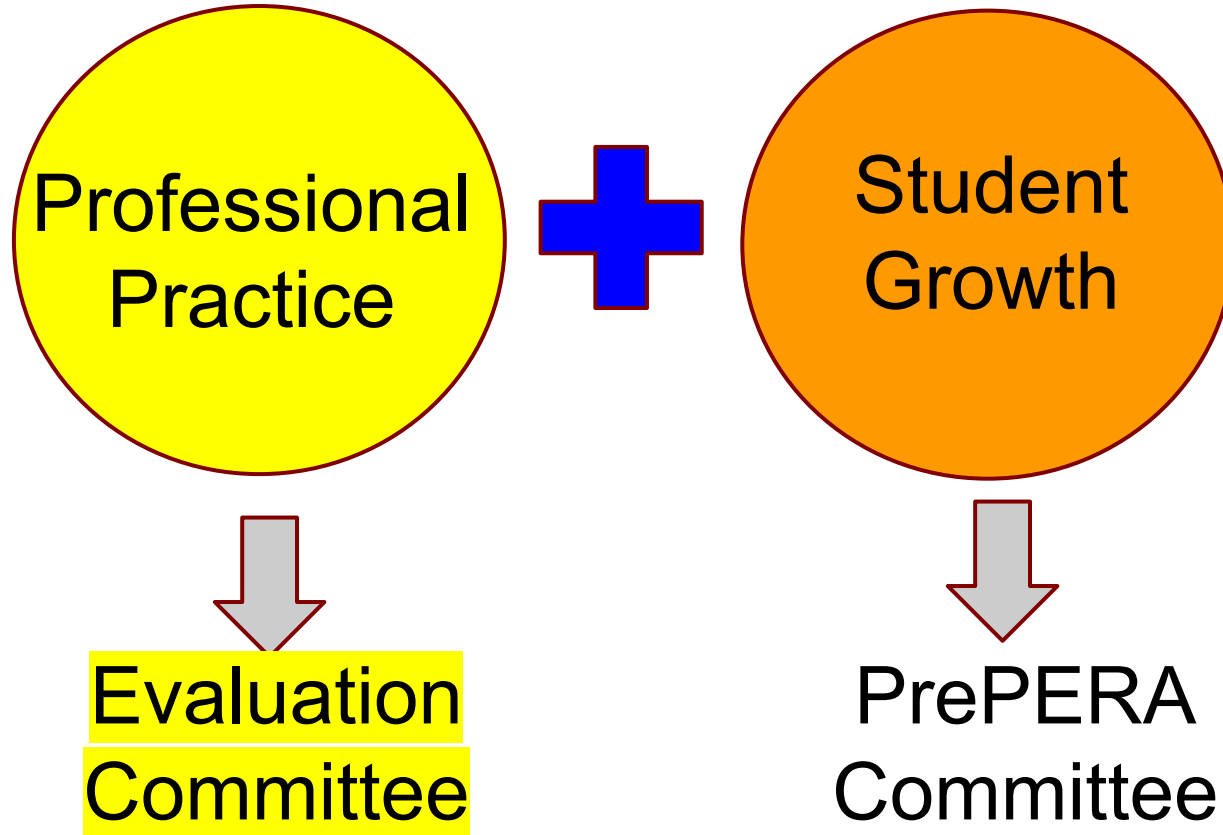 Professional
Practice
Student
Growth
Evaluation
Committee
PrePERA
Committee